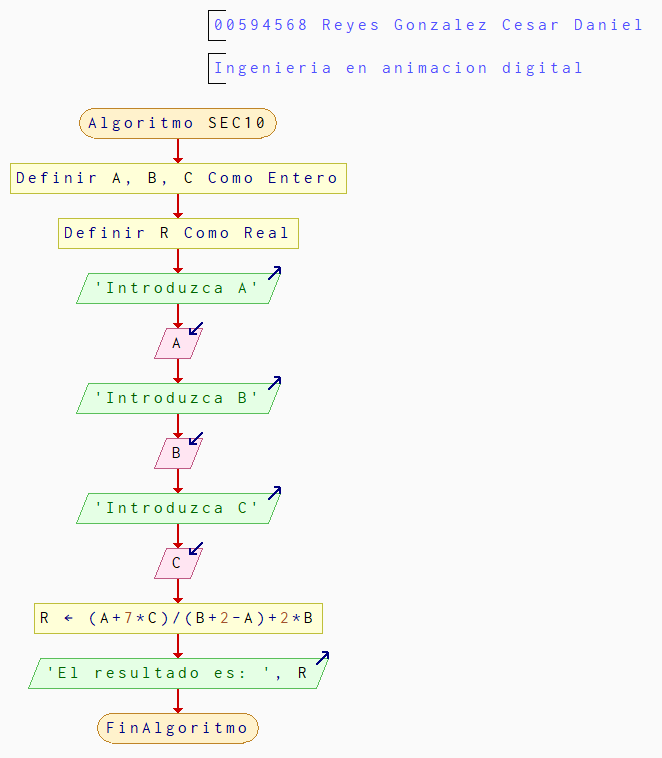 00594568 Reyes Gonzalez Cesar Daniel
Ingenieria en animacion digital
Algoritmo SEC10
Definir A, B, C Como Entero
Definir R Como Real
'Introduzca A'
A
'Introduzca B'
B
'Introduzca C'
C
R ← (A+7*C)/(B+2-A)+2*B
'El resultado es: ', R
FinAlgoritmo